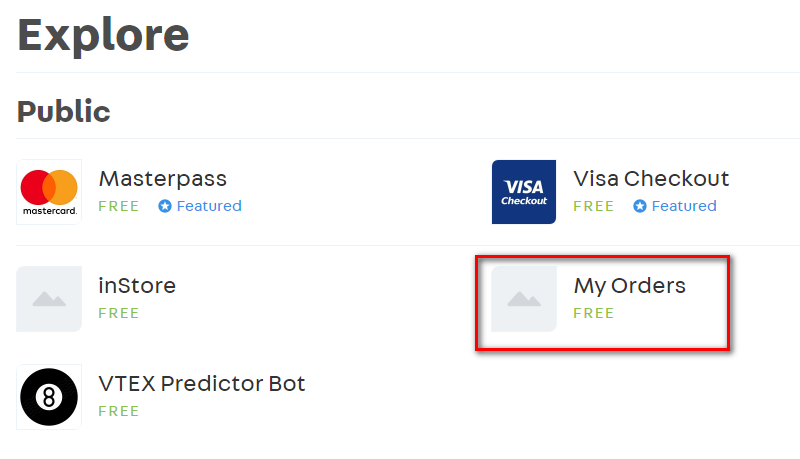 Explore
Public
mastercard.
Masterpass
FREE Featured
VISA
Checkout
Visa Checkout
FREE Featured
inStore
FREE
My Orders
FREE
8
VTEX Predictor Bot
FREE